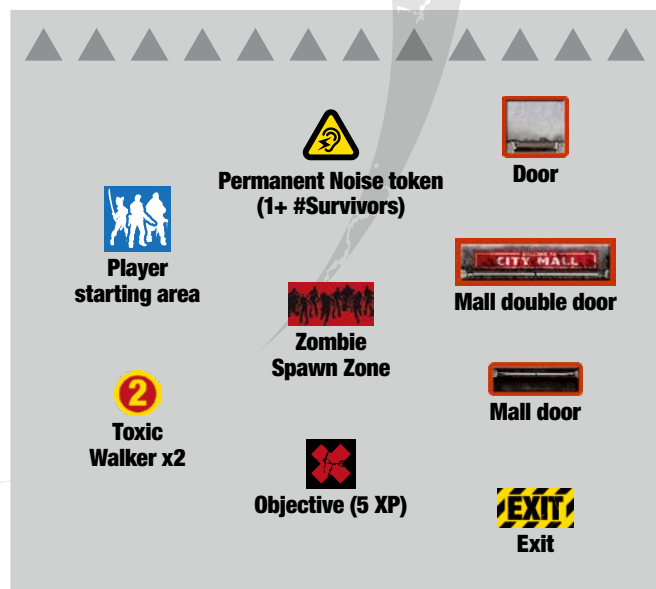 Player
starting area
2
Toxic
Walker x2
Permanent Noise token
(1+ #Survivors)
Zombie
Spawn Zone
Objective (5 XP)
Door
CITY MALL
Mall double door
Mall door
EXIT
Exit